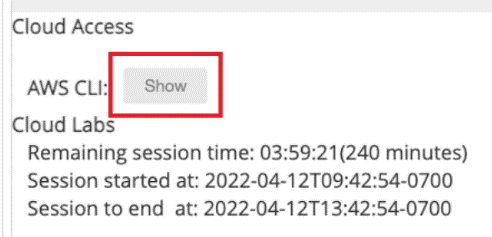 Cloud Access
AWS CLI: Show
Cloud Labs
Remaining session time: 03:59:21(240 minutes)
Session started at: 2022-04-12T09:42:54-0700
Session to end at: 2022-04-12T13:42:54-0700